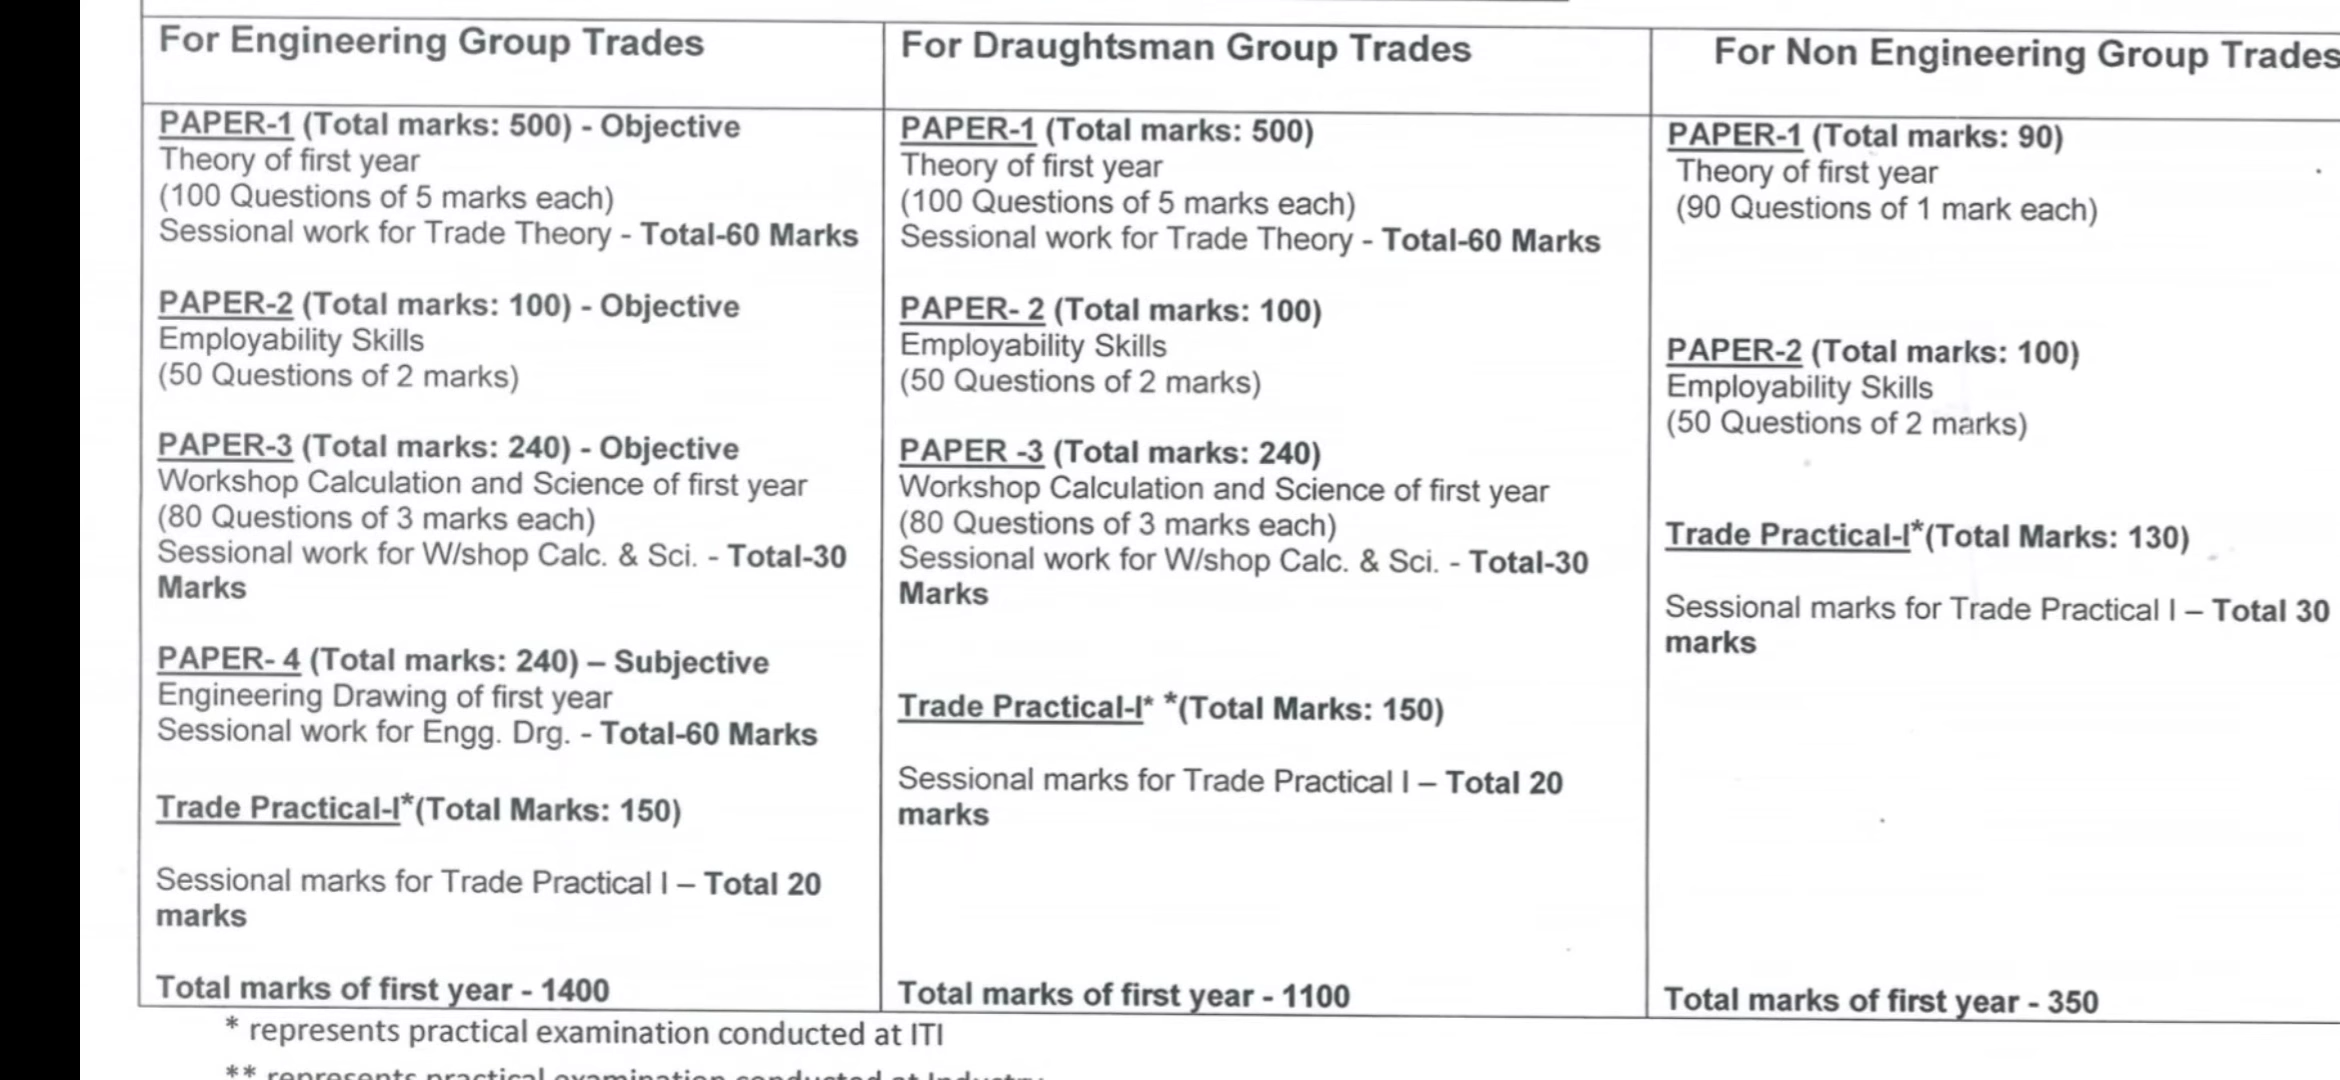 For Engineering Group Trades
PAPER-1 (Total marks: 500) - Objective
Theory of first year
(100 Questions of 5 marks each)
Sessional work for Trade Theory - Total-60 Marks
PAPER-2 (Total marks: 100) - Objective
Employability Skills
(50 Questions of 2 marks)
PAPER-3 (Total marks: 240) - Objective
Workshop Calculation and Science of first year
(80 Questions of 3 marks each)
Sessional work for W/shop Calc. & Sci. - Total-30
Marks
PAPER- 4 (Total marks: 240) – Subjective
Engineering Drawing of first year
Sessional work for Engg. Drg. - Total-60 Marks
Trade Practical-I*(Total Marks: 150)
Sessional marks for Trade Practical I – Total 20
marks
Total marks of first year - 1400
For Draughtsman Group Trades
PAPER-1 (Total marks: 500)
Theory of first year
(100 Questions of 5 marks each)
Sessional work for Trade Theory - Total-60 Marks
PAPER- 2 (Total marks: 100)
Employability Skills
(50 Questions of 2 marks)
PAPER -3 (Total marks: 240)
Workshop Calculation and Science of first year
(80 Questions of 3 marks each)
Sessional work for W/shop Calc. & Sci. - Total-30
Marks
Trade Practical-I* *(Total Marks: 150)
Sessional marks for Trade Practical I – Total 20
marks
Total marks of first year - 1100
For Non Engineering Group Trades
PAPER-1 (Total marks: 90)
Theory of first year
(90 Questions of 1 mark each)
PAPER-2 (Total marks: 100)
Employability Skills
(50 Questions of 2 marks)
Trade Practical-I*(Total Marks: 130)
Sessional marks for Trade Practical I – Total 30
marks
Total marks of first year - 350
* represents practical examination conducted at ITI
** represents practical examination conducted at Industry